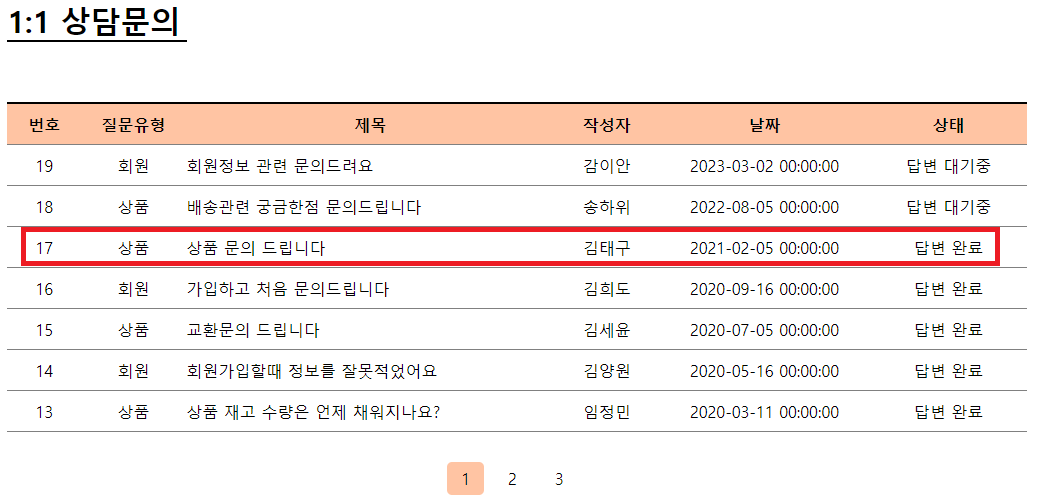 1:1 상담문의
번호 질문유형 제목 작성자 날짜 상태
19 회원 회원정보 관련 문의드려요 감이안 2023-03-02 00:00:00 답변 대기중
18 상품 배송관련 궁금한점 문의드립니다 송하위 2022-08-05 00:00:00 답변 대기중
17 상품 상품 문의 드립니다 김태구 2021-02-05 00:00:00 답변 완료
16 회원 가입하고 처음 문의드립니다 김희도 2020-09-16 00:00:00 답변 완료
15 상품 교환문의 드립니다 김세윤 2020-07-05 00:00:00 답변 완료
14 회원 회원가입할때 정보를 잘못적었어요 김양원 2020-05-16 00:00:00 답변 완료
13 상품 상품 재고 수량은 언제 채워지나요? 임정민 2020-03-11 00:00:00 답변 완료
1 2 3